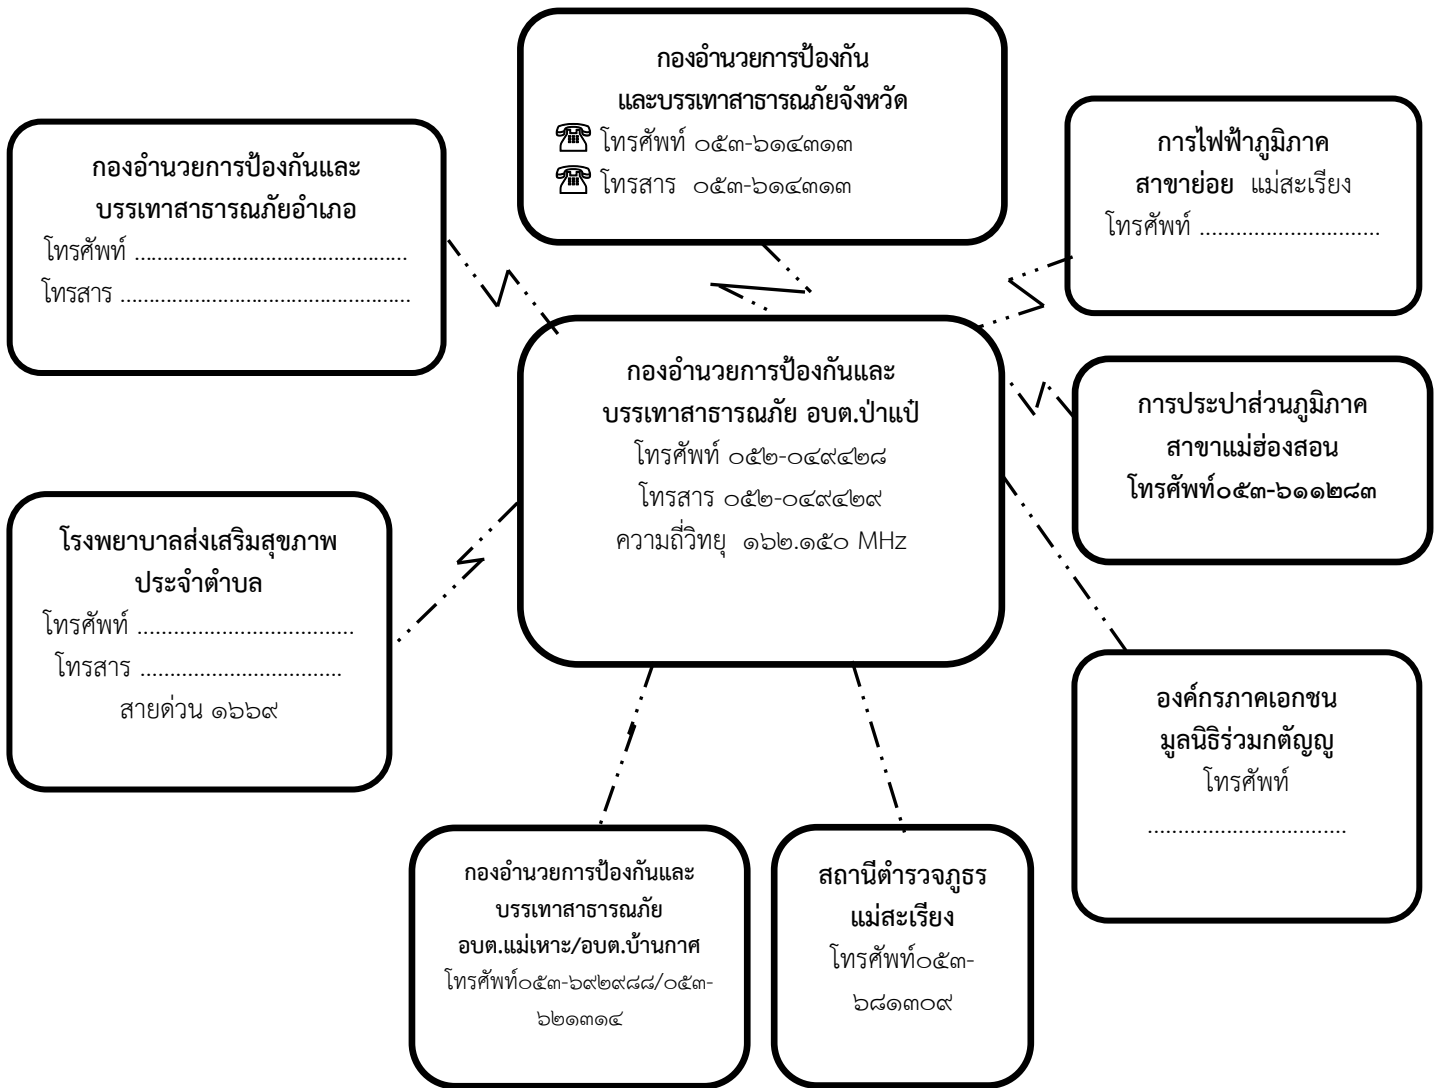 กองอำนวยการป้องกัน
และบรรเทาสาธารณภัยจังหวัด
โทรศัพท์ ๐๕๓-๖๑๔๓๑๓
โทรสาร ๐๕๓-๖๑๔๓๑๓
กองอำนวยการป้องกันและ
บรรเทาสาธารณภัยอำเภอ
โทรศัพท์ .............................................
โทรสาร ................................................
การไฟฟ้าภูมิภาค
สาขาย่อย แม่สะเรียง
โทรศัพท์ ..............................
กองอำนวยการป้องกันและ
บรรเทาสาธารณภัย อบต.ป่าแป๋
โทรศัพท์ ๐๕๒-๐๔๙๔๒๘
โทรสาร ๐๕๒-๐๔๙๔๒๙
ความถี่วิทยุ ๑๖๒.๑๕๐ MHz
การประปาส่วนภูมิภาค
สาขาแม่ฮ่องสอน
โทรศัพท์๐๕๓-๖๑๑๒๘๓
โรงพยาบาลส่งเสริมสุขภาพ
ประจำตำบล
โทรศัพท์ ....................................
โทรสาร .................................
สายด่วน ๑๖๖๙
องค์กรภาคเอกชน
มูลนิธิร่วมกตัญญู
โทรศัพท์
.................................
กองอำนวยการป้องกันและ
บรรเทาสาธารณภัย
อบต.แม่เหาะ/อบต.บ้านกาศ
โทรศัพท์๐๕๓-๖๙๒๙๘๘/๐๕๓-
๖๒๑๓๑๔
สถานีตำรวจภูธร
แม่สะเรียง
โทรศัพท์๐๕๓-
๖๘๑๓๐๙